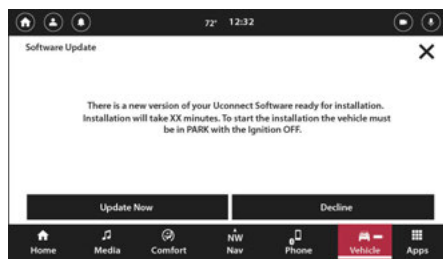 72° 12:32
Software Update
There is a new version of your Uconnect Software ready for installation.
Installation will take XX minutes. To start the installation the vehicle must
be in PARK with the Ignition OFF.
Update Now Decline
NW
Home Media Comfort Nav Phone Vehicle Apps